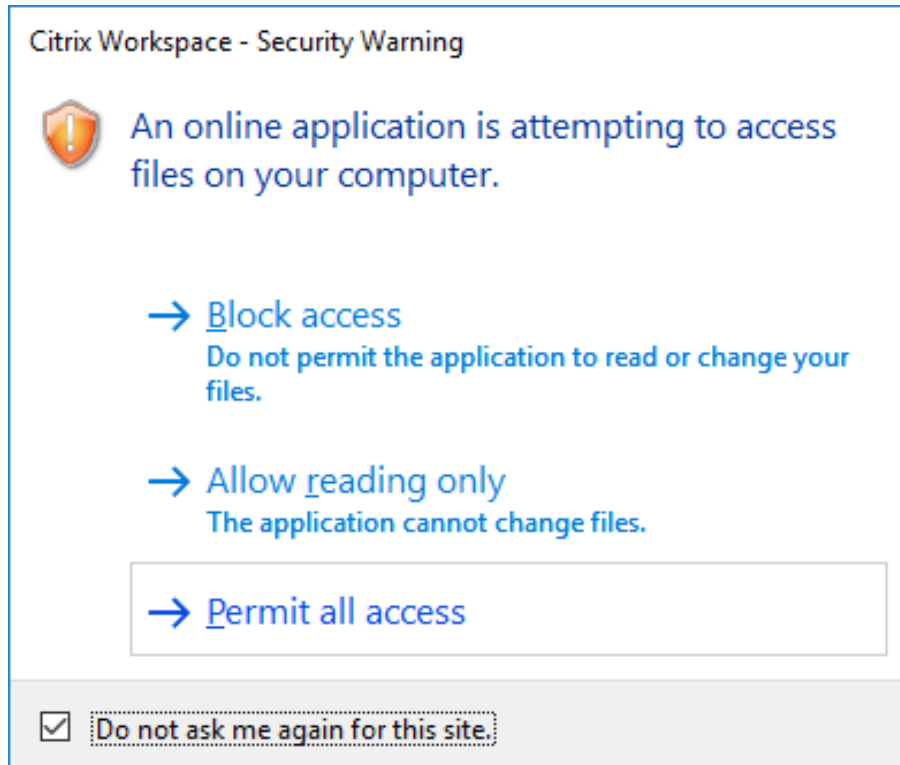 Citrix Workspace - Security Warning
An online application is attempting to access
files on your computer.
Block access
Do not permit the application to read or change your
files.
Allow reading only
The application cannot change files.
Permit all access
Do not ask me again for this site.